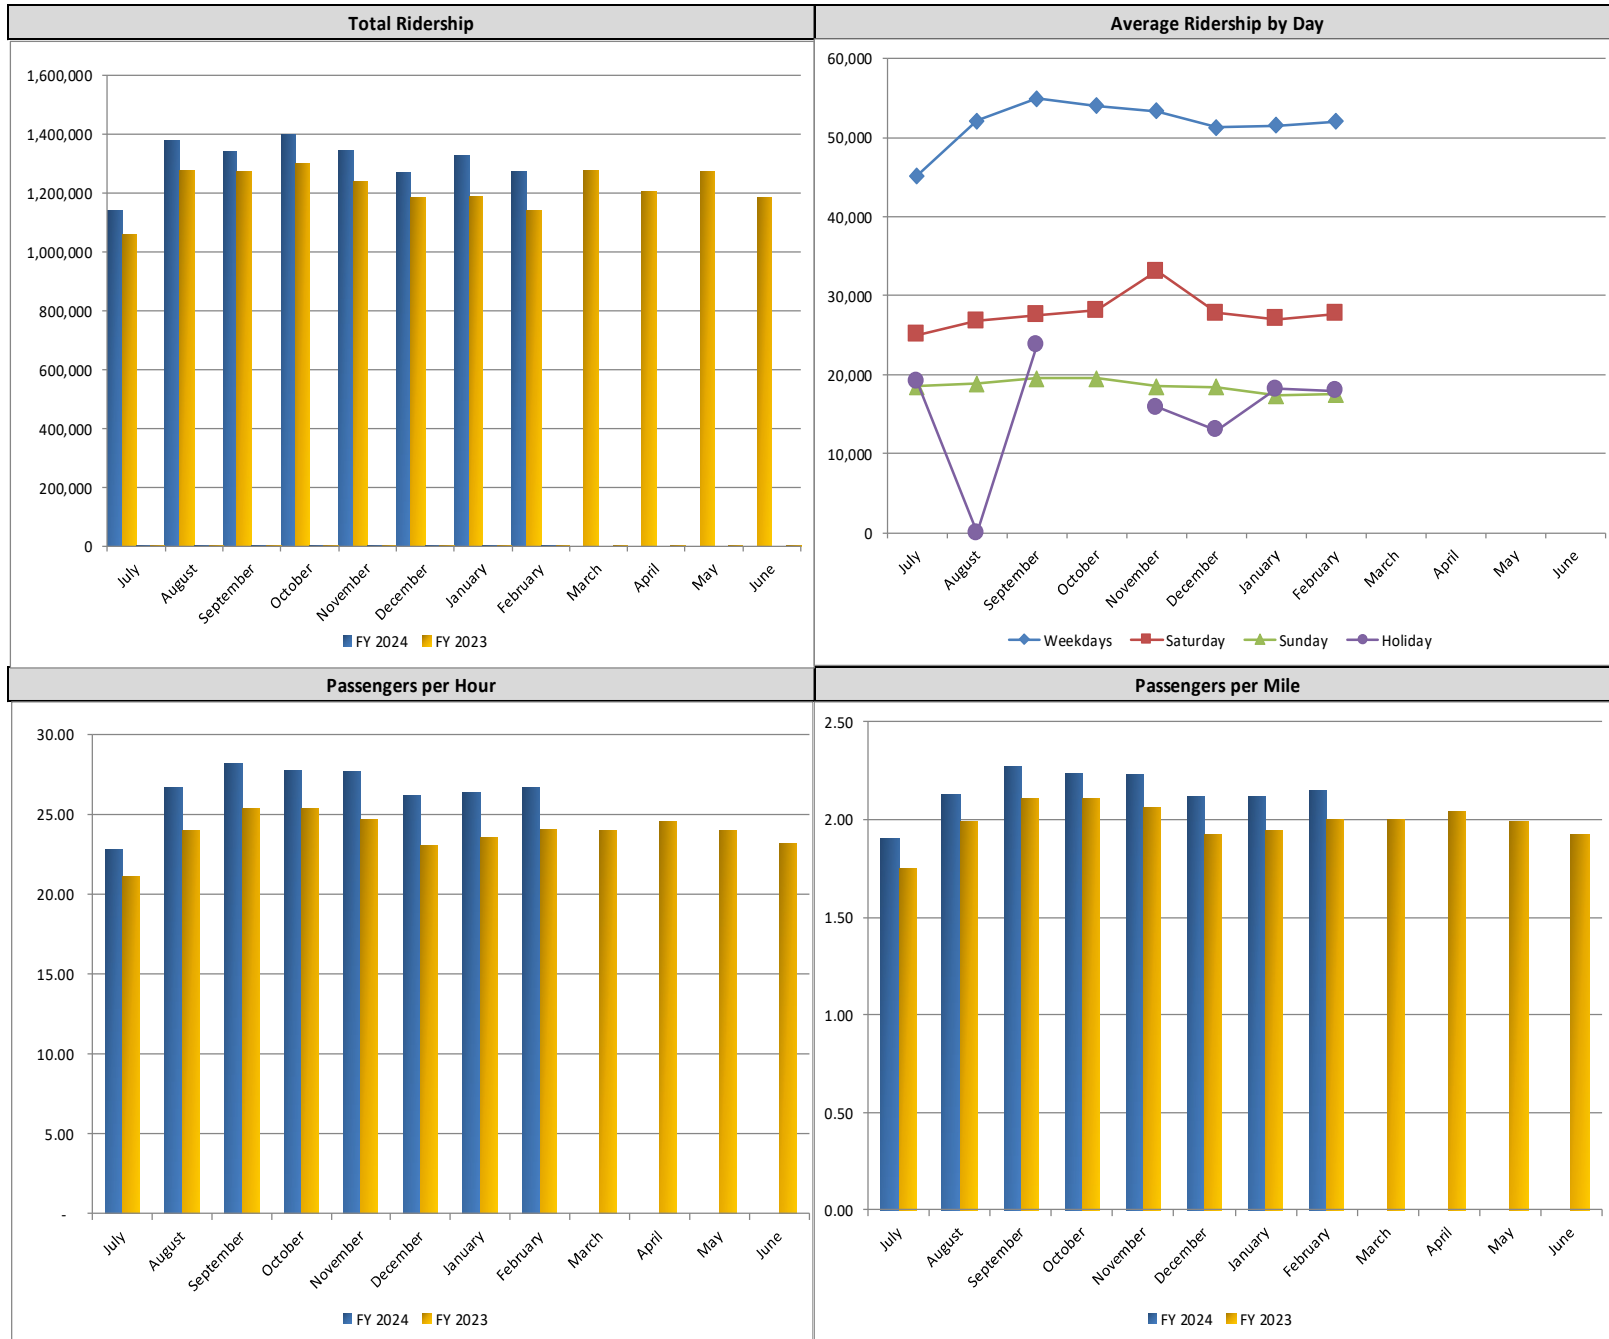 Total Ridership
1,600,000
1,400,000
1,200,000
1,000,000
800,000
600,000
400,000
200,000
0
July
August
September
October
November
December
January
February
March
April
May
June
FY 2024
FY 2023
Average Ridership by Day
60,000
50,000
40,000
30,000
20,000
10,000
0
July
August
September
October
November
December
January
February
March
April
May
June
Weekdays
Saturday
Sunday
Holiday
Passengers per Hour
30.00
25.00
20.00
15.00
10.00
5.00
-
July
August
September
October
November
December
January
February
March
April
May
June
FY 2024
FY 2023
Passengers per Mile
2.50
2.00
1.50
1.00
0.50
0.00
July
August
September
October
November
December
January
February
March
April
May
June
FY 2024
FY 2023